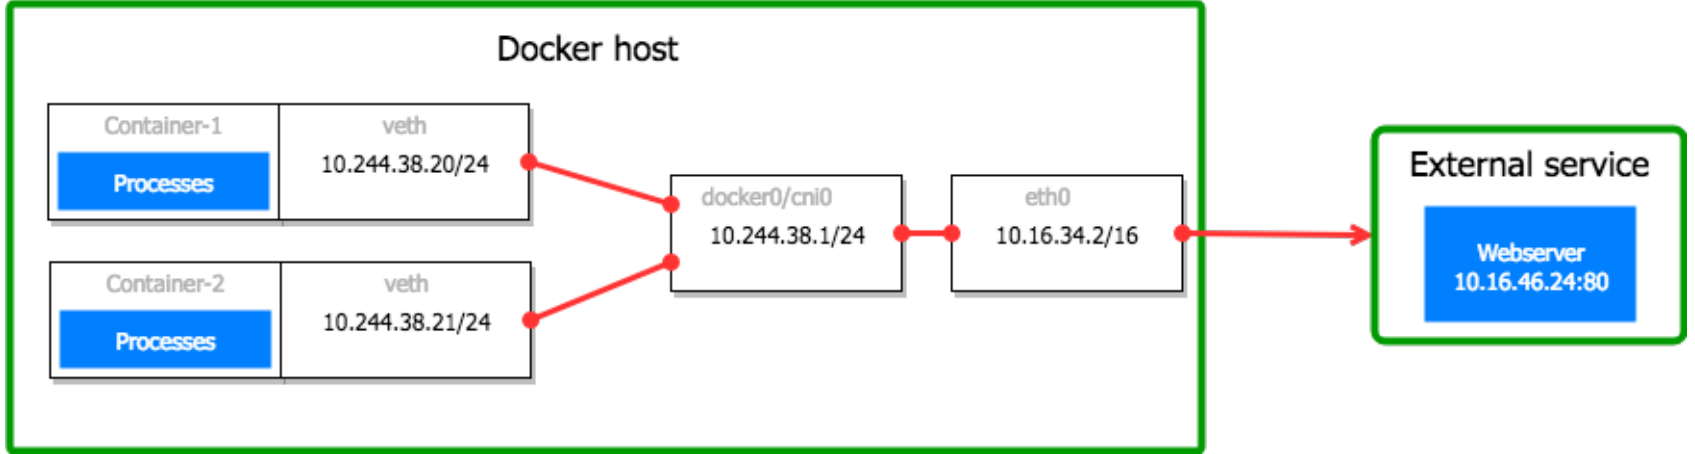 Docker host
Container-1
veth
10.244.38.20/24
Processes
docker0/cni0
10.244.38.1/24
eth0
10.16.34.2/16
Container-2
veth
10.244.38.21/24
Processes
External service
Webserver
10.16.46.24:80